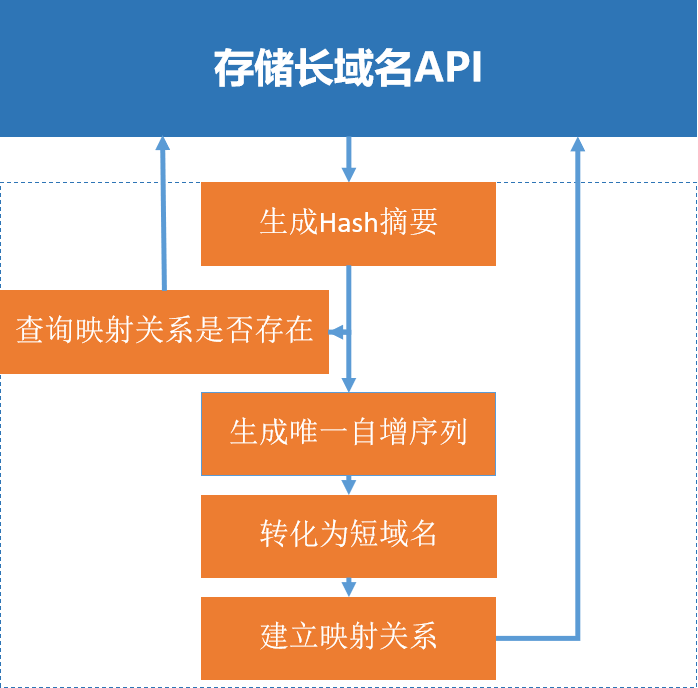 存储长域名API
生成Hash摘要
查询映射关系是否存在
生成唯一自增序列
转化为短域名
建立映射关系